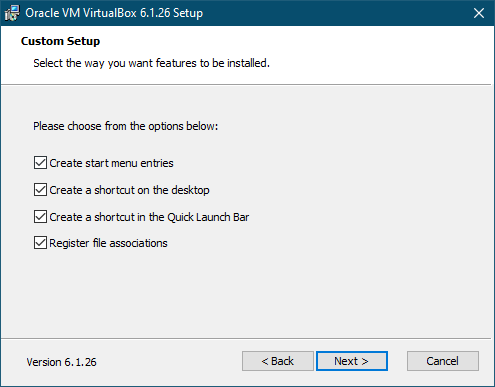 Oracle VM VirtualBox 6.1.26 Setup
Custom Setup
Select the way you want features to be installed.
Please choose from the options below:
Create start menu entries
Create a shortcut on the desktop
Create a shortcut in the Quick Launch Bar
Register file associations
Version 6.1.26
< Back
Next >
Cancel